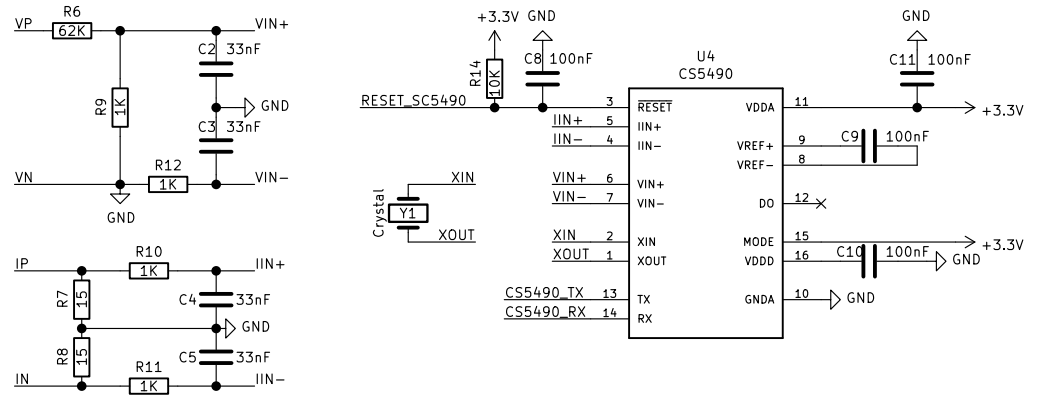 VP
R6
62K
VIN+
C2 33nF
R9
1K
GND
C3 33nF
VN
R12
1K
VIN-
GND
IP
R10
1K
IIN+
R7
15
C4 33nF
GND
R8
15
C5 33nF
IN
R11
1K
IIN-
+3.3V
GND
R14
10K
C8 100nF
RESET_SC5490
Crystal
Y1
XIN
XOUT
U4
CS5490
3 RESET
IIN+ 5 IIN+
IIN- 4 IIN-
VIN+ 6 VIN+
VIN- 7 VIN-
XIN 2 XIN
XOUT 1 XOUT
CS5490_TX 13 TX
CS5490_RX 14 RX
GND
C11 100nF
VDDA 11
+3.3V
VREF+ 9
C9 100nF
VREF- 8
DO 12
MODE 15
+3.3V
VDDD 16
C10 100nF
GND
GNDA 10
GND